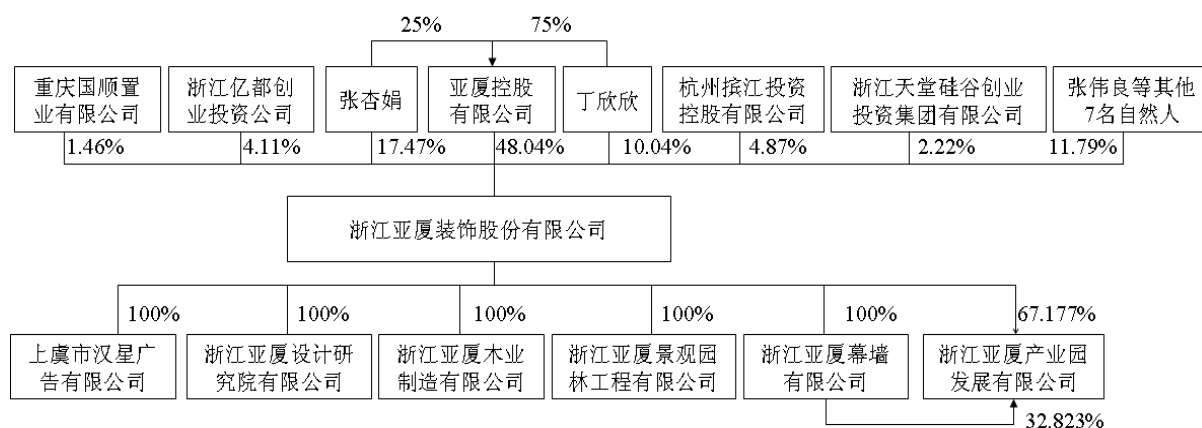 25%
75%
重庆国顺置
业有限公司
浙江亿都创
业投资公司
张杏娟
亚厦控股
有限公司
丁欣欣
杭州摈江投资
控股有限公司
浙江天堂硅谷创业
投资集团有限公司
张伟良等其他
7名自然人
1.46%
4.11%
17.47%
48.04%
10.04%
4.87%
2.22%
11.79%
浙江亚厦装饰股份有限公司
100%
100%
100%
100%
100%
67.177%
上虞市汉星广
告有限公司
浙江亚厦设计研
究院有限公司
浙江亚厦木业
制造有限公司
浙江亚厦景观园
林工程有限公司
浙江亚厦幕墙
有限公司
浙江亚厦产业园
发展有限公司
32.823%